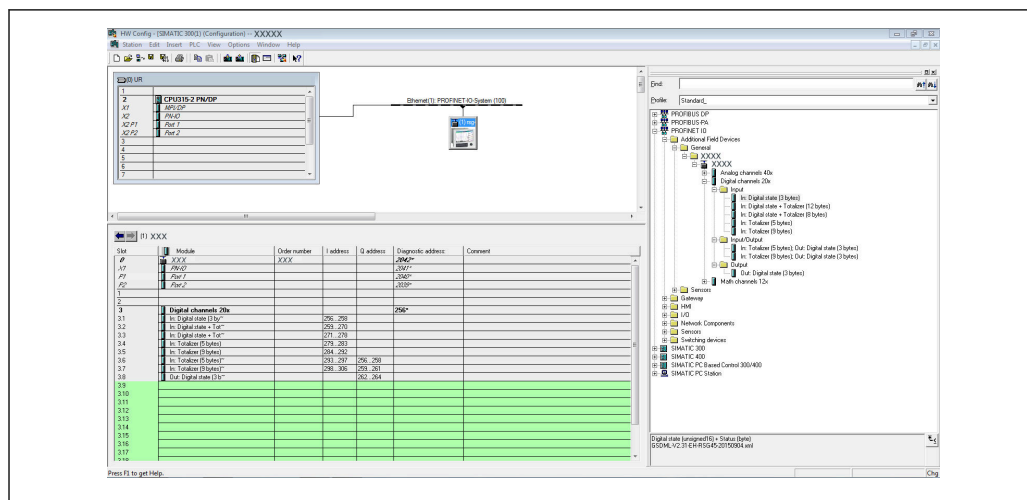 HW Config - [SIMATIC 300(1) (Configuration) -- XXXXX
Station Edit Insert PLC View Options Window Help
(0) UR
1
2 CPU315-2 PN/DP
X1 MPI/DP
X2 PN-IO
X2 P1 Port 1
X2 P2 Port 2
3
4
5
6
7
Ethernet(1): PROFINET-IO-System (100)
(1)
Find:
Profile: Standard_
PROFIBUS DP
PROFIBUS-PA
PROFINET IO
Additional Field Devices
General
XXXX
XXXX
Analog channels 40x
Digital channels 20x
Input
In: Digital state (3 bytes)
In: Digital state + Totalizer (12 bytes)
In: Digital state + Totalizer (8 bytes)
In: Totalizer (5 bytes)
In: Totalizer (9 bytes)
Input/Output
In: Totalizer (5 bytes); Out: Digital state (3 bytes)
In: Totalizer (9 bytes); Out: Digital state (3 bytes)
Output
Out: Digital state (3 bytes)
Math channels 12x
Sensors
Gateway
HMI
I/O
Network Components
Sensors
Switching devices
SIMATIC 300
SIMATIC 400
SIMATIC PC Based Control 300/400
SIMATIC PC Station
(1) XXX
Slot Module Order number I address Q address Diagnostic address: Comment
0 XXX XXX 2042*
X1 PN-IO 2041*
P1 Port 1 2040*
P2 Port 2 2039*
1
2
3 Digital channels 20x 256*
3.1 In: Digital state (3 by~ 256...258
3.2 In: Digital state + Tot~ 259...270
3.3 In: Digital state + Tot~ 271...278
3.4 In: Totalizer (5 bytes) 279...283
3.5 In: Totalizer (9 bytes) 284...292
3.6 In: Totalizer (5 bytes)~ 293...297 256...258
3.7 In: Totalizer (9 bytes)~ 298...306 259...261
3.8 Out: Digital state (3 b~ 262...264
3.9
3.10
3.11
3.12
3.13
3.14
3.15
3.16
3.17
3.18
Digital state (unsigned16) + Status (byte)
GSDML-V2.31-EH-RSG45-20150904.xml
Press F1 to get Help.
Chg